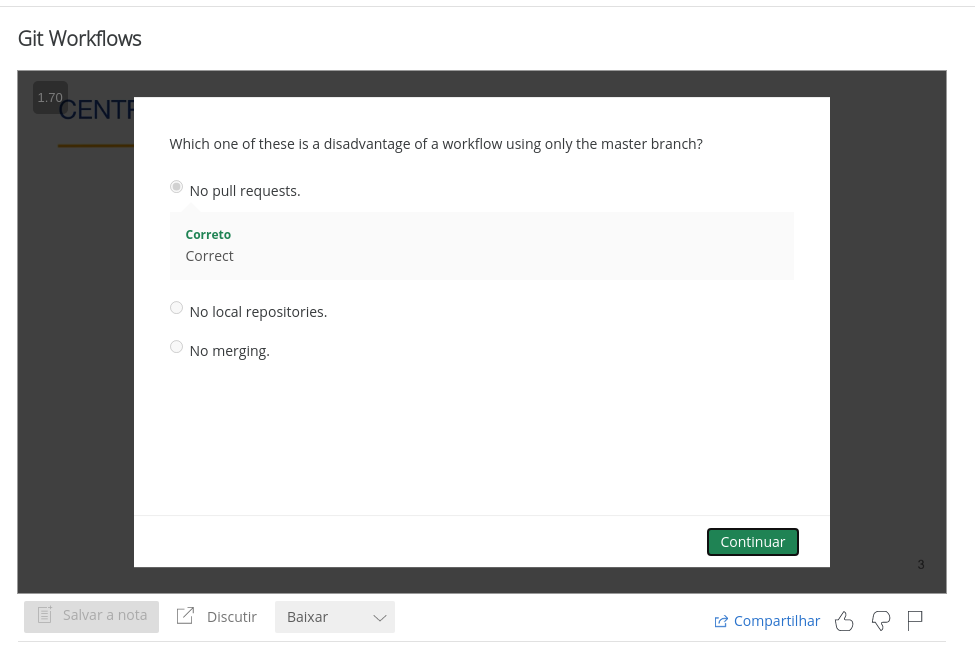 Git Workflows
1.70
CENTR
Which one of these is a disadvantage of a workflow using only the master branch?
No pull requests.
Correto
Correct
No local repositories.
No merging.
Continuar
3
Salvar a nota
Discutir
Baixar
Compartilhar